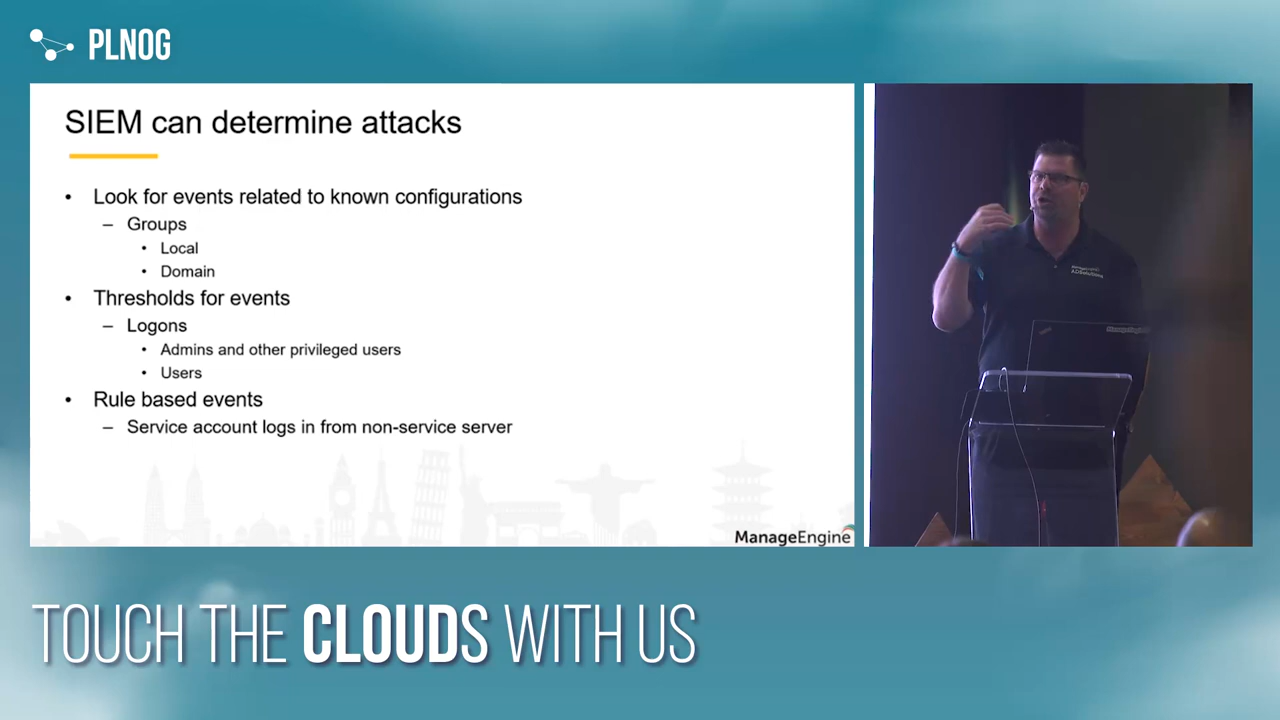 PLNOG
SIEM can determine attacks
• Look for events related to known configurations
– Groups
• Local
• Domain
• Thresholds for events
– Logons
• Admins and other privileged users
• Users
• Rule based events
– Service account logs in from non-service server
ManageEngine
ADSolutions
ManageEngine
TOUCH THE CLOUDS WITH US